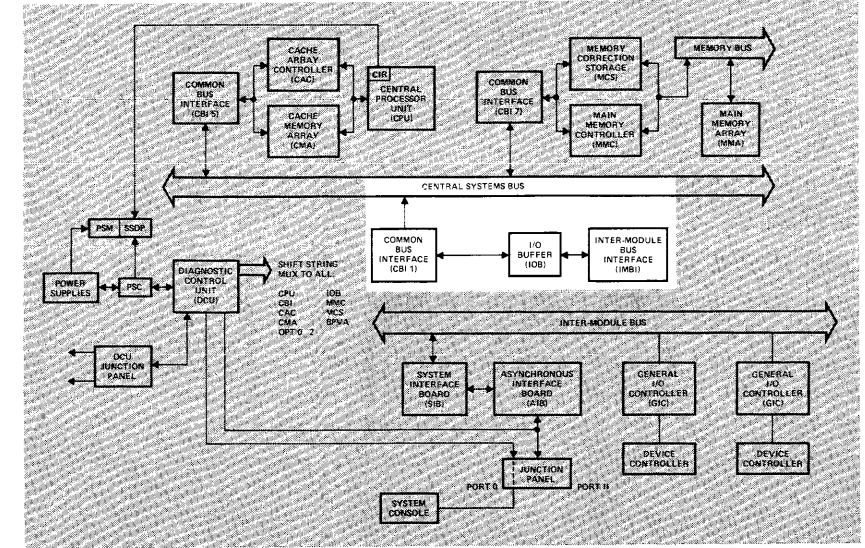 CACHE
ARRAY
CONTROLLER
(CAC)
COMMON
BUS
INTERFACE
(CBI 5)
CACHE
MEMORY
ARRAY
(CMA)
CIR
CENTRAL
PROCESSOR
UNIT
(CPU)
MEMORY
CORRECTION
STORAGE
(MCS)
COMMON
BUS
INTERFACE
(CBI 7)
MAIN
MEMORY
CONTROLLER
(MMC)
MEMORY BUS
MAIN
MEMORY
ARRAY
(MMA)
CENTRAL SYSTEMS BUS
PSM SSDP
POWER
SUPPLIES
PSC
DIAGNOSTIC
CONTROL
UNIT
(DCU)
SHIFT STRING
MUX TO ALL:
CPU IOB
CBI MMC
CAC MCS
CMA BPMA
OPT 0 2
COMMON
BUS
INTERFACE
(CBI 1)
I/O
BUFFER
(IOB)
INTER-MODULE
BUS
INTERFACE
(IMBI)
INTER-MODULE BUS
DCU
JUNCTION
PANEL
SYSTEM
INTERFACE
BOARD
(SIB)
ASYNCHRONOUS
INTERFACE
BOARD
(AIB)
GENERAL
I/O
CONTROLLER
(GIC)
GENERAL
I/O
CONTROLLER
(GIC)
DEVICE
CONTROLLER
DEVICE
CONTROLLER
PORT 0
JUNCTION
PANEL
PORT
SYSTEM
CONSOLE